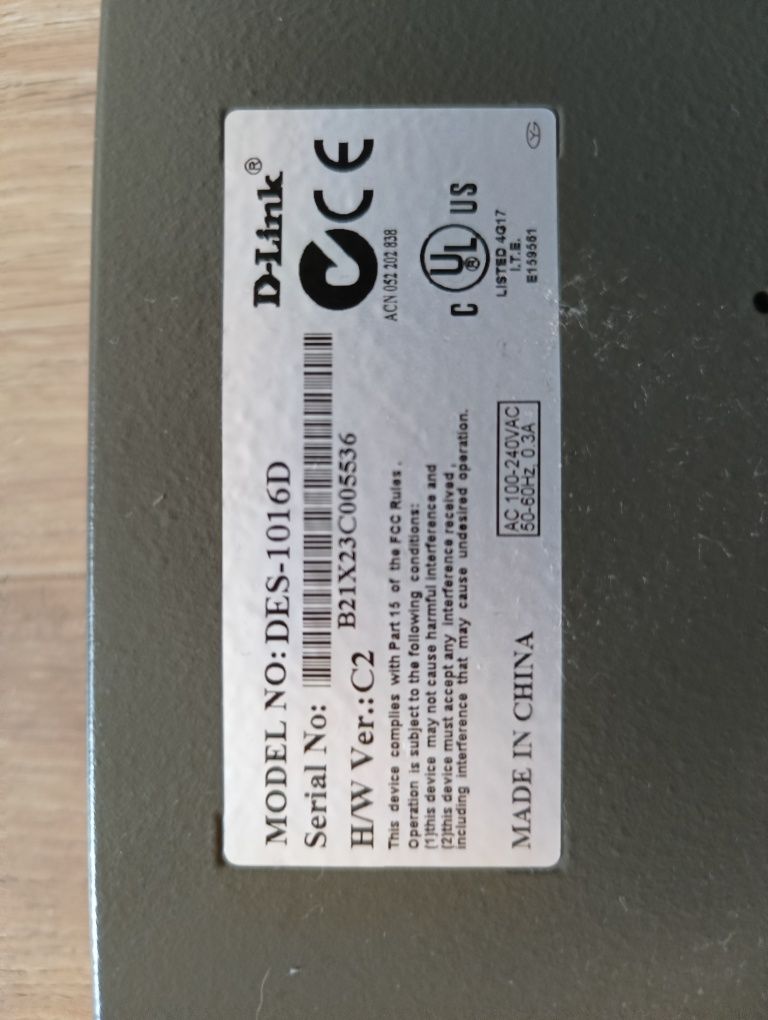 D-Link®
MODEL NO: DES-1016D
Serial No:
B21X23C005536
H/W Ver.: C2
ACN 052 202 838
This device complies with Part 15 of the FCC Rules.
Operation is subject to the following conditions:
(1)this device may not cause harmful interference and
(2)this device must accept any interference received,
including interference that may cause undesired operation.
C UL® US
LISTED 4G17
I.T.E.
E159561
AC 100-240VAC
50-60Hz, 0.3A
MADE IN CHINA